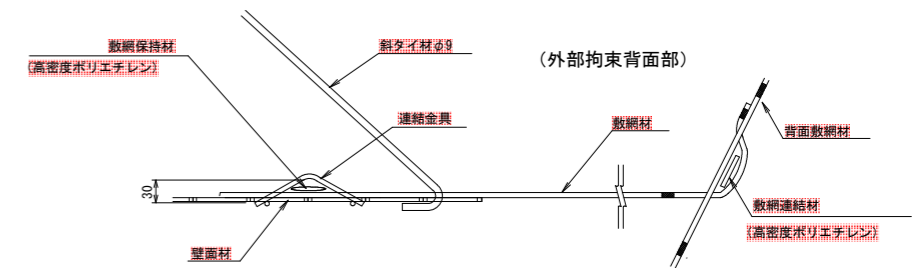 斜タイ材φ9
敷網保持材
(高密度ポリエチレン)
(外部拘束背面部)
連結金具
敷網材
背面敷網材
30
敷網連結材
(高密度ポリエチレン)
壁面材